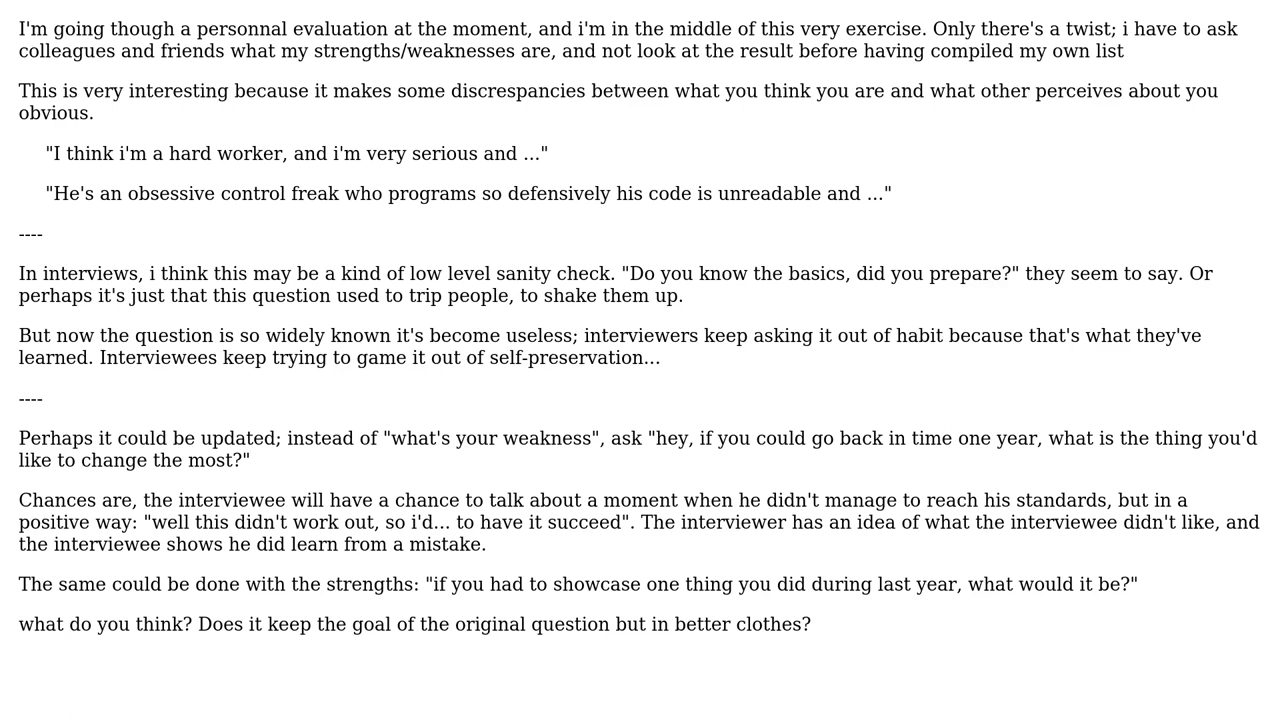 I'm going though a personnal evaluation at the moment, and i'm in the middle of this very exercise. Only there's a twist; i have to ask
colleagues and friends what my strengths/weaknesses are, and not look at the result before having compiled my own list
This is very interesting because it makes some discrespancies between what you think you are and what other perceives about you
obvious.
"I think i'm a hard worker, and i'm very serious and ..."
"He's an obsessive control freak who programs so defensively his code is unreadable and ..."
----
In interviews, i think this may be a kind of low level sanity check. "Do you know the basics, did you prepare?" they seem to say. Or
perhaps it's just that this question used to trip people, to shake them up.
But now the question is so widely known it's become useless; interviewers keep asking it out of habit because that's what they've
learned. Interviewees keep trying to game it out of self-preservation...
----
Perhaps it could be updated; instead of "what's your weakness", ask "hey, if you could go back in time one year, what is the thing you'd
like to change the most?"
Chances are, the interviewee will have a chance to talk about a moment when he didn't manage to reach his standards, but in a
positive way: "well this didn't work out, so i'd... to have it succeed". The interviewer has an idea of what the interviewee didn't like, and
the interviewee shows he did learn from a mistake.
The same could be done with the strengths: "if you had to showcase one thing you did during last year, what would it be?"
what do you think? Does it keep the goal of the original question but in better clothes?